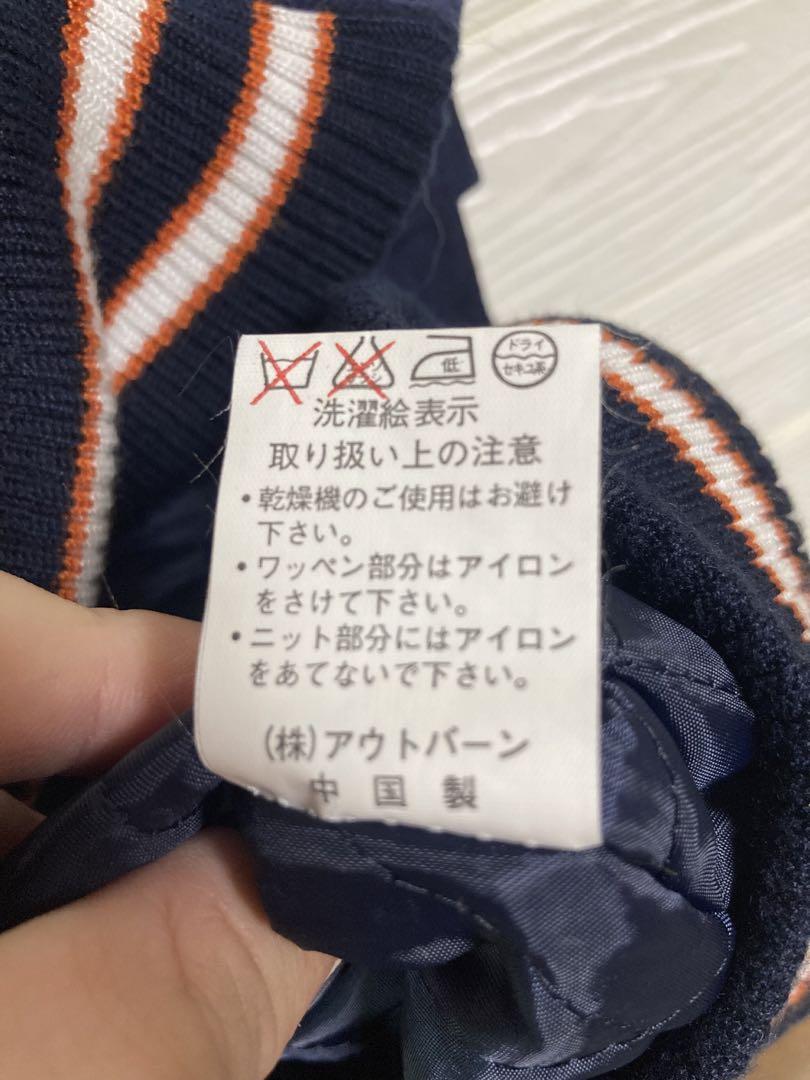 低
ドライ
セキユ系
洗濯絵表示
取り扱い上の注意
・乾燥機のご使用はお避け
下さい。
・ワッペン部分はアイロン
をさけて下さい。
・ニット部分にはアイロン
をあてないで下さい。
(株)アウトバーン
中国製